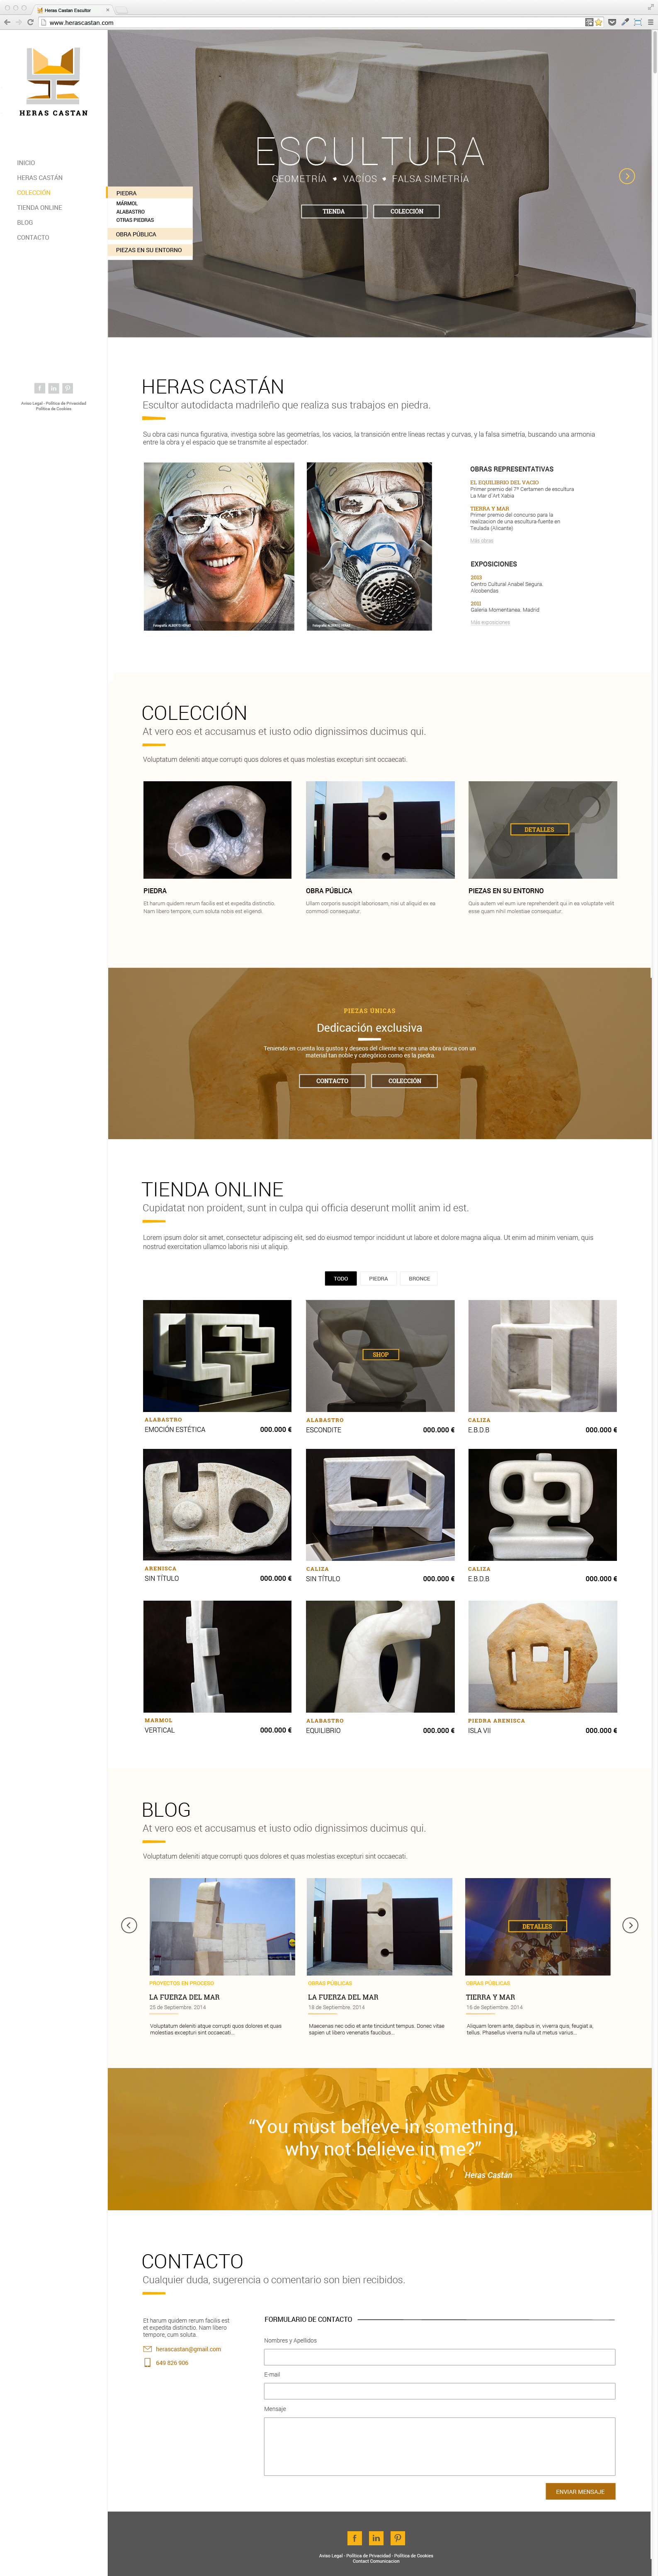 Heras Castan Escultor
www.herascastan.com
HERAS CASTAN
INICIO
HERAS CASTÁN
COLECCIÓN
TIENDA ONLINE
BLOG
CONTACTO
PIEDRA
MÁRMOL
ALABASTRO
OTRAS PIEDRAS
OBRA PÚBLICA
PIEZAS EN SU ENTORNO
Aviso Legal - Política de Privacidad
Política de Cookies
ESCULTURA
GEOMETRÍA • VACÍOS • FALSA SIMETRÍA
TIENDA
COLECCIÓN
HERAS CASTÁN
Escultor autodidacta madrileño que realiza sus trabajos en piedra.
Su obra casi nunca figurativa, investiga sobre las geometrías, los vacios, la transición entre líneas rectas y curvas, y la falsa simetría, buscando una armonia
entre la obra y el espacio que se transmite al espectador.
Fotografía: ALBERTO HERAS
Fotografía: ALBERTO HERAS
OBRAS REPRESENTATIVAS
EL EQUILIBRIO DEL VACIO
Primer premio del 7º Certamen de escultura
La Mar d´Art Xabia
TIERRA Y MAR
Primer premio del concurso para la
realizacion de una escultura-fuente en
Teulada (Alicante)
Más obras
EXPOSICIONES
2013
Centro Cultural Anabel Segura.
Alcobendas
2011
Galeria Momentanea. Madrid
Más exposiciones
COLECCIÓN
At vero eos et accusamus et iusto odio dignissimos ducimus qui.
Voluptatum deleniti atque corrupti quos dolores et quas molestias excepturi sint occaecati.
DETALLES
PIEDRA
Et harum quidem rerum facilis est et expedita distinctio.
Nam libero tempore, cum soluta nobis est eligendi.
OBRA PÚBLICA
Ullam corporis suscipit laboriosam, nisi ut aliquid ex ea
commodi consequatur.
PIEZAS EN SU ENTORNO
Quis autem vel eum iure reprehenderit qui in ea voluptate velit
esse quam nihil molestiae consequatur.
PIEZAS UNICAS
Dedicación exclusiva
Teniendo en cuenta los gustos y deseos del cliente se crea una obra única con un
material tan noble y categórico como es la piedra.
CONTACTO
COLECCIÓN
TIENDA ONLINE
Cupidatat non proident, sunt in culpa qui officia deserunt mollit anim id est.
Lorem ipsum dolor sit amet, consectetur adipiscing elit, sed do eiusmod tempor incididunt ut labore et dolore magna aliqua. Ut enim ad minim veniam, quis
nostrud exercitation ullamco laboris nisi ut aliquip.
TODO
PIEDRA
BRONCE
SHOP
ALABASTRO
EMOCIÓN ESTÉTICA 000.000 €
ALABASTRO
ESCONDITE 000.000 €
CALIZA
E.B.D.B 000.000 €
ARENISCA
SIN TÍTULO 000.000 €
CALIZA
SIN TÍTULO 000.000 €
CALIZA
E.B.D.B 000.000 €
MARMOL
VERTICAL 000.000 €
ALABASTRO
EQUILIBRIO 000.000 €
PIEDRA ARENISCA
ISLA VII 000.000 €
BLOG
At vero eos et accusamus et iusto odio dignissimos ducimus qui.
Voluptatum deleniti atque corrupti quos dolores et quas molestias excepturi sint occaecati.
DETALLES
PROYECTOS EN PROCESO
LA FUERZA DEL MAR
25 de Septiembre. 2014
Voluptatum deleniti atque corrupti quos dolores et quas
molestias excepturi sint occaecati...
OBRAS PÚBLICAS
LA FUERZA DEL MAR
18 de Septiembre. 2014
Maecenas nec odio et ante tincidunt tempus. Donec vitae
sapien ut libero venenatis faucibus...
OBRAS PÚBLICAS
TIERRA Y MAR
16 de Septiembre. 2014
Aliquam lorem ante, dapibus in, viverra quis, feugiat a,
tellus. Phasellus viverra nulla ut metus varius...
“You must believe in something,
why not believe in me?”
Heras Castán
CONTACTO
Cualquier duda, sugerencia o comentario son bien recibidos.
Et harum quidem rerum facilis est
et expedita distinctio. Nam libero
tempore, cum soluta.
herascastan@gmail.com
649 826 906
FORMULARIO DE CONTACTO
Nombres y Apellidos
E-mail
Mensaje
ENVIAR MENSAJE
Aviso Legal - Política de Privacidad - Política de Cookies
Contact Comunicacion